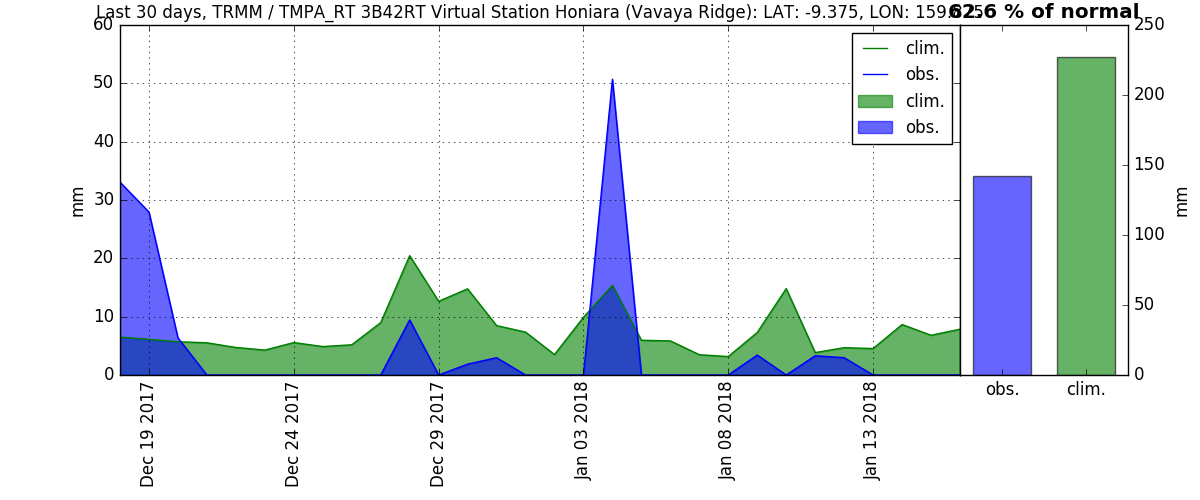 Last 30 days, TRMM / TMPA_RT 3B42RT Virtual Station Honiara (Vavaya Ridge): LAT: -9.375, LON:
62.6 % of normal
60
50
40
30
20
10
0
mm
clim.
obs.
clim.
obs.
Dec 19 2017
Dec 24 2017
Dec 29 2017
Jan 03 2018
Jan 08 2018
Jan 13 2018
250
200
150
100
50
0
mm
obs.
clim.